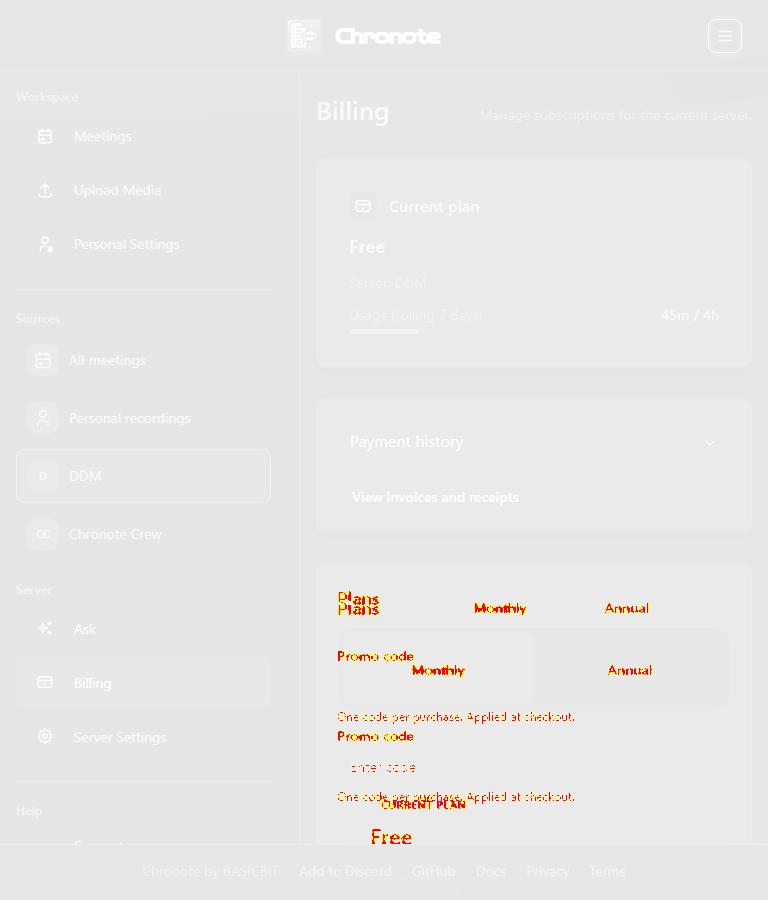 Chronote
Workspace
Meetings
Upload Media
Personal Settings
Sources
All meetings
Personal recordings
D DDM
CC Chronote Crew
Server
Ask
Billing
Server Settings
Help
Billing
Manage subscriptions for the current server.
Current plan
Free
Server: DDM
Usage (rolling 7 days) 45m / 4h
Payment history
View invoices and receipts
Plans
Plans Monthly Annual
Promo code
Monthly Annual
One code per purchase. Applied at checkout.
Promo code
Enter code
One code per purchase. Applied at checkout.
CURRENT PLAN
Free
Chronote by BASICBIT Add to Discord GitHub Docs Privacy Terms